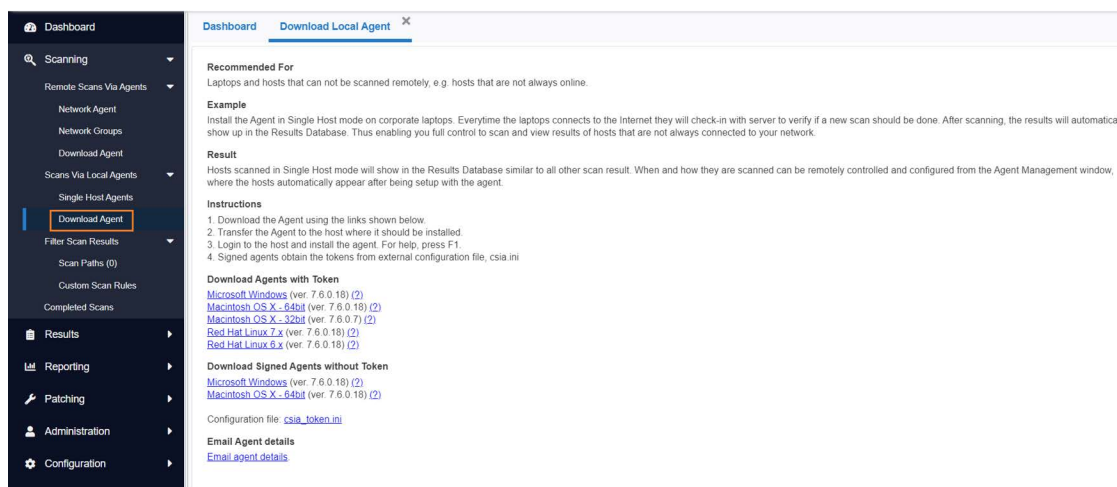 Dashboard
Scanning
Remote Scans Via Agents
Network Agent
Network Groups
Download Agent
Scans Via Local Agents
Single Host Agents
Download Agent
Filter Scan Results
Scan Paths (0)
Custom Scan Rules
Completed Scans
Results
Reporting
Patching
Administration
Configuration
Dashboard Download Local Agent
Recommended For
Laptops and hosts that can not be scanned remotely, e.g. hosts that are not always online.
Example
Install the Agent in Single Host mode on corporate laptops. Everytime the laptops connects to the Internet they will check-in with server to verify if a new scan should be done. After scanning, the results will automatica
show up in the Results Database. Thus enabling you full control to scan and view results of hosts that are not always connected to your network.
Result
Hosts scanned in Single Host mode will show in the Results Database similar to all other scan result. When and how they are scanned can be remotely controlled and configured from the Agent Management window,
where the hosts automatically appear after being setup with the agent.
Instructions
1. Download the Agent using the links shown below.
2. Transfer the Agent to the host where it should be installed.
3. Login to the host and install the agent. For help, press F1.
4. Signed agents obtain the tokens from external configuration file, csia.ini
Download Agents with Token
Microsoft Windows (ver. 7.6.0.18) (?)
Macintosh OS X - 64bit (ver. 7.6.0.18) (?)
Macintosh OS X - 32bit (ver. 7.6.0.7) (?)
Red Hat Linux 7.x (ver. 7.6.0.18) (?)
Red Hat Linux 6.x (ver. 7.6.0.18) (?)
Download Signed Agents without Token
Microsoft Windows (ver. 7.6.0.18) (?)
Macintosh OS X - 64bit (ver. 7.6.0.18) (?)
Configuration file: csia_token.ini
Email Agent details
Email agent details.